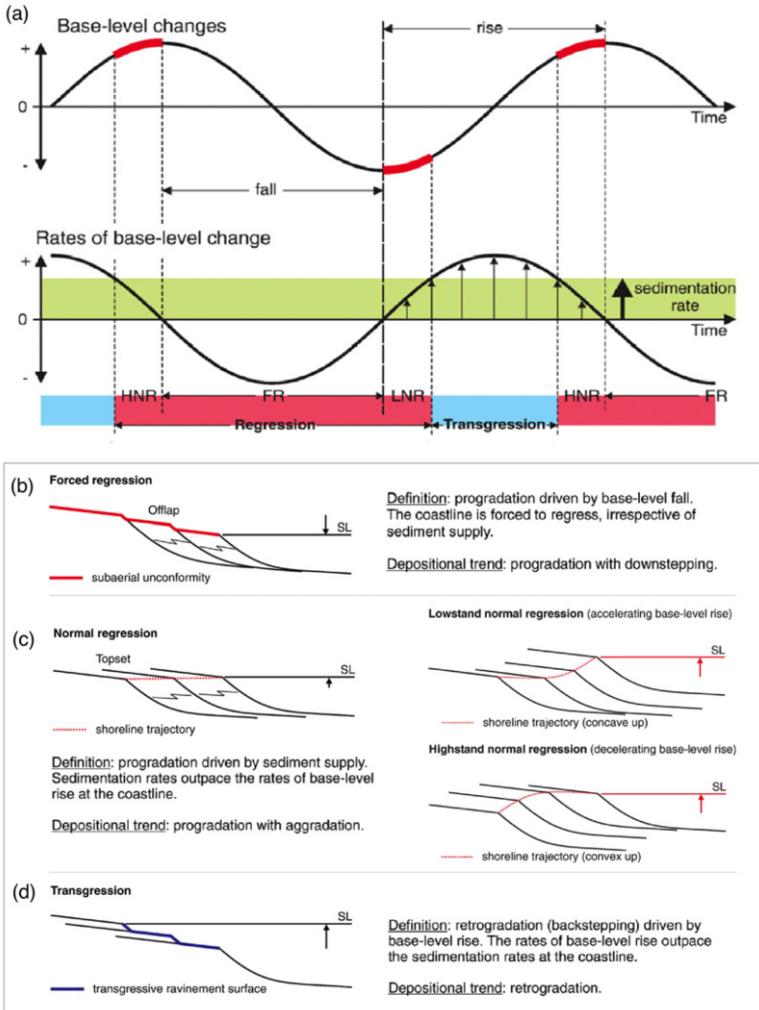 (a)
Base-level changes
rise
+
0
-
Time
fall
Rates of base-level change
+
sedimentation
rate
0
Time
-
HNR
FR
LNR
HNR
FR
Regression
Transgression
(b)
Forced regression
Offlap
SL
subaerial unconformity
Definition: progradation driven by base-level fall.
The coastline is forced to regress, irrespective of
sediment supply.
Depositional trend: progradation with downstepping.
(c)
Normal regression
Topset
SL
shoreline trajectory
Definition: progradation driven by sediment supply.
Sedimentation rates outpace the rates of base-level
rise at the coastline.
Depositional trend: progradation with aggradation.
Lowstand normal regression (accelerating base-level rise)
SL
shoreline trajectory (concave up)
Highstand normal regression (decelerating base-level rise)
SL
shoreline trajectory (convex up)
(d)
Transgression
SL
transgressive ravinement surface
Definition: retrogradation (backstepping) driven by
base-level rise. The rates of base-level rise outpace
the sedimentation rates at the coastline.
Depositional trend: retrogradation.